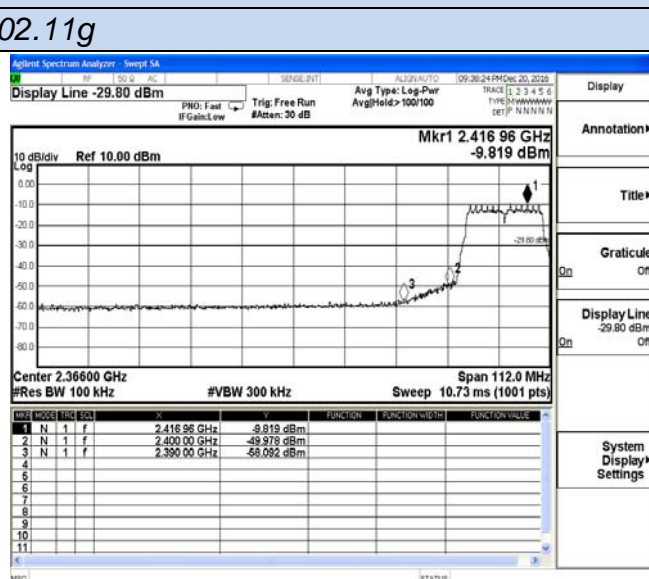 02.11g
Agilent Spectrum Analyzer - Swept SA
RF 50 Ω AC SENSE:INT ALIGN AUTO 09:38:24 PM Dec 20, 2016
Display Line -29.80 dBm
PNO: Fast
IFGain:Low
Trig: Free Run
#Atten: 30 dB
Avg Type: Log-Pwr
Avg|Hold:> 100/100
TRACE 1 2 3 4 5 6
TYPE MWWWWW
DET P NNNNN
Mkr1 2.416 96 GHz
-9.819 dBm
10 dB/div Ref 10.00 dBm
Log
0.00
-10.0
-20.0
-30.0
-40.0
-50.0
-60.0
-70.0
-80.0
1
2
3
-29.80 dBm
Center 2.36600 GHz Span 112.0 MHz
#Res BW 100 kHz #VBW 300 kHz Sweep 10.73 ms (1001 pts)
MKR MODE TRC SCL X Y FUNCTION FUNCTION WIDTH FUNCTION VALUE
1 N 1 f 2.416 96 GHz -9.819 dBm
2 N 1 f 2.400 00 GHz -49.978 dBm
3 N 1 f 2.390 00 GHz -58.092 dBm
4
5
6
7
8
9
10
11
MSG STATUS
Display
Annotation
Title
Graticule
On Off
Display Line
-29.80 dBm
On Off
System
Display
Settings